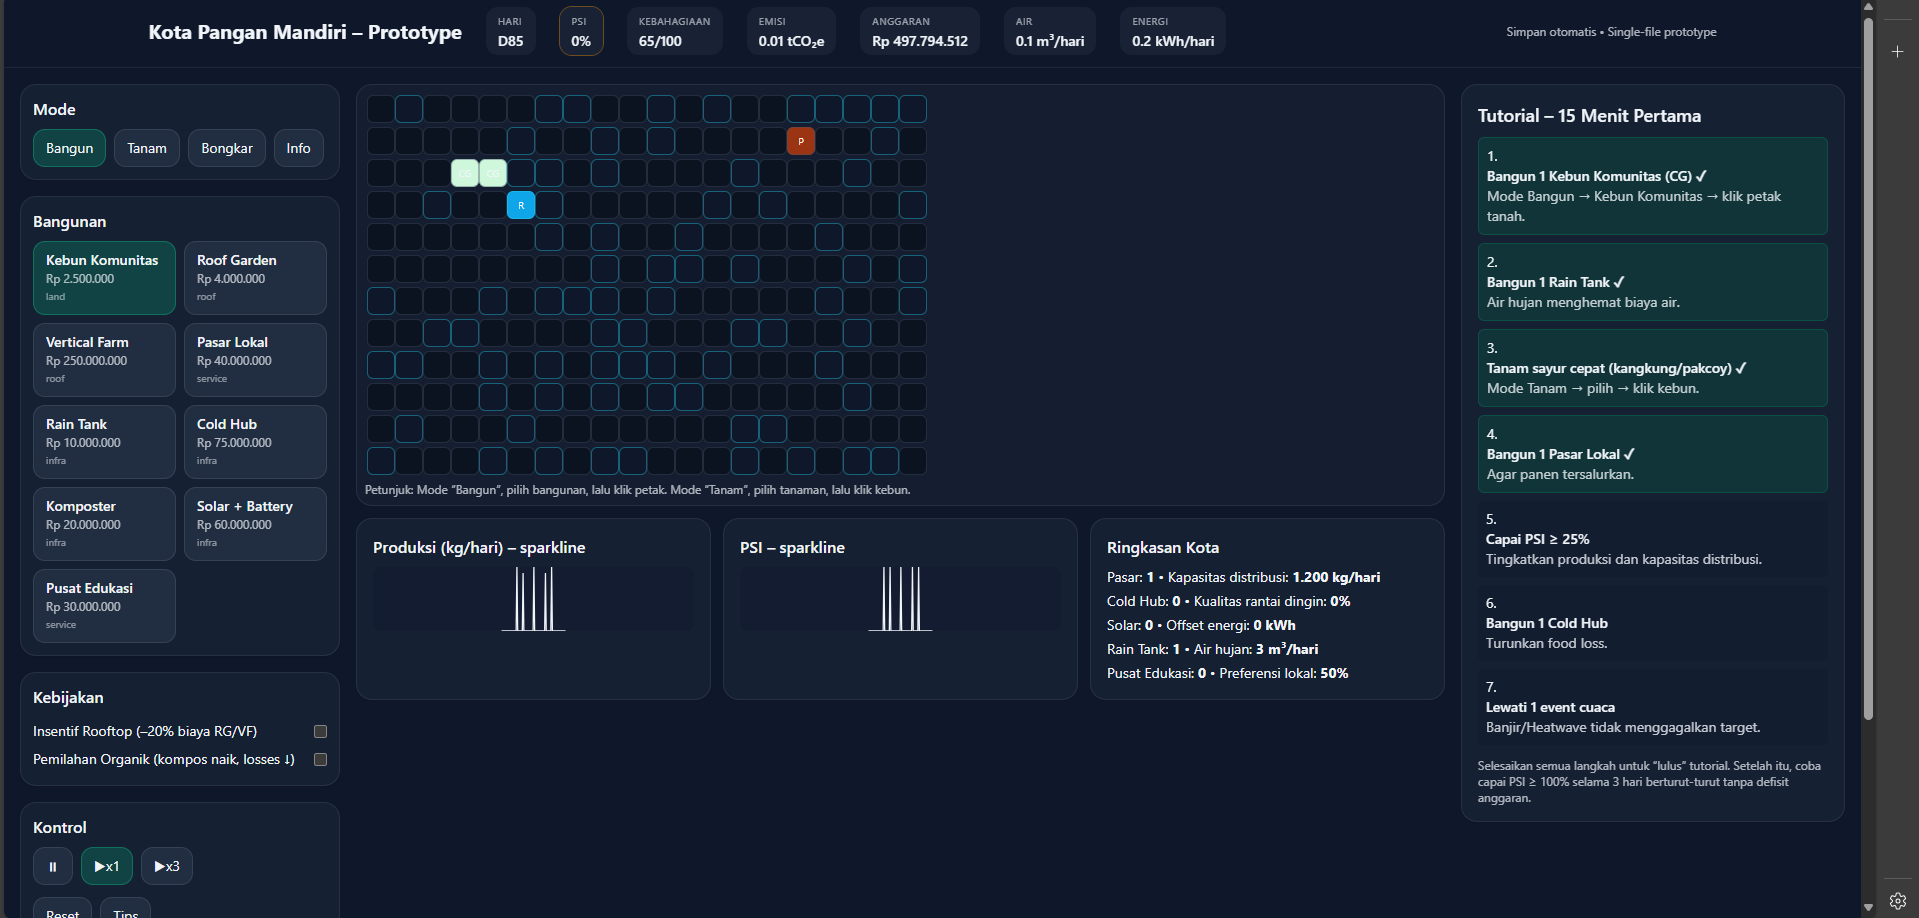 Kota Pangan Mandiri – Prototype
HARI
D85
PSI
0%
KEBAHAGIAAN
65/100
EMISI
0.01 tCO₂e
ANGGARAN
Rp 497.794.512
AIR
0.1 m³/hari
ENERGI
0.2 kWh/hari
Simpan otomatis • Single-file prototype
Mode
Bangun
Tanam
Bongkar
Info
Bangunan
Kebun Komunitas
Rp 2.500.000
land
Roof Garden
Rp 4.000.000
roof
Vertical Farm
Rp 250.000.000
roof
Pasar Lokal
Rp 40.000.000
service
Rain Tank
Rp 10.000.000
infra
Cold Hub
Rp 75.000.000
infra
Komposter
Rp 20.000.000
infra
Solar + Battery
Rp 60.000.000
infra
Pusat Edukasi
Rp 30.000.000
service
Kebijakan
Insentif Rooftop (–20% biaya RG/VF)
Pemilahan Organik (kompos naik, losses ↓)
Kontrol
⏸
▶x1
▶x3
Reset
Tips
P
CG
CG
R
Petunjuk: Mode “Bangun”, pilih bangunan, lalu klik petak. Mode “Tanam”, pilih tanaman, lalu klik kebun.
Produksi (kg/hari) – sparkline
PSI – sparkline
Ringkasan Kota
Pasar: 1 • Kapasitas distribusi: 1.200 kg/hari
Cold Hub: 0 • Kualitas rantai dingin: 0%
Solar: 0 • Offset energi: 0 kWh
Rain Tank: 1 • Air hujan: 3 m³/hari
Pusat Edukasi: 0 • Preferensi lokal: 50%
Tutorial – 15 Menit Pertama
1.
Bangun 1 Kebun Komunitas (CG) ✓
Mode Bangun → Kebun Komunitas → klik petak
tanah.
2.
Bangun 1 Rain Tank ✓
Air hujan menghemat biaya air.
3.
Tanam sayur cepat (kangkung/pakcoy) ✓
Mode Tanam → pilih → klik kebun.
4.
Bangun 1 Pasar Lokal ✓
Agar panen tersalurkan.
5.
Capai PSI ≥ 25%
Tingkatkan produksi dan kapasitas distribusi.
6.
Bangun 1 Cold Hub
Turunkan food loss.
7.
Lewati 1 event cuaca
Banjir/Heatwave tidak menggagalkan target.
Selesaikan semua langkah untuk “lulus” tutorial. Setelah itu, coba
capai PSI ≥ 100% selama 3 hari berturut-turut tanpa defisit
anggaran.